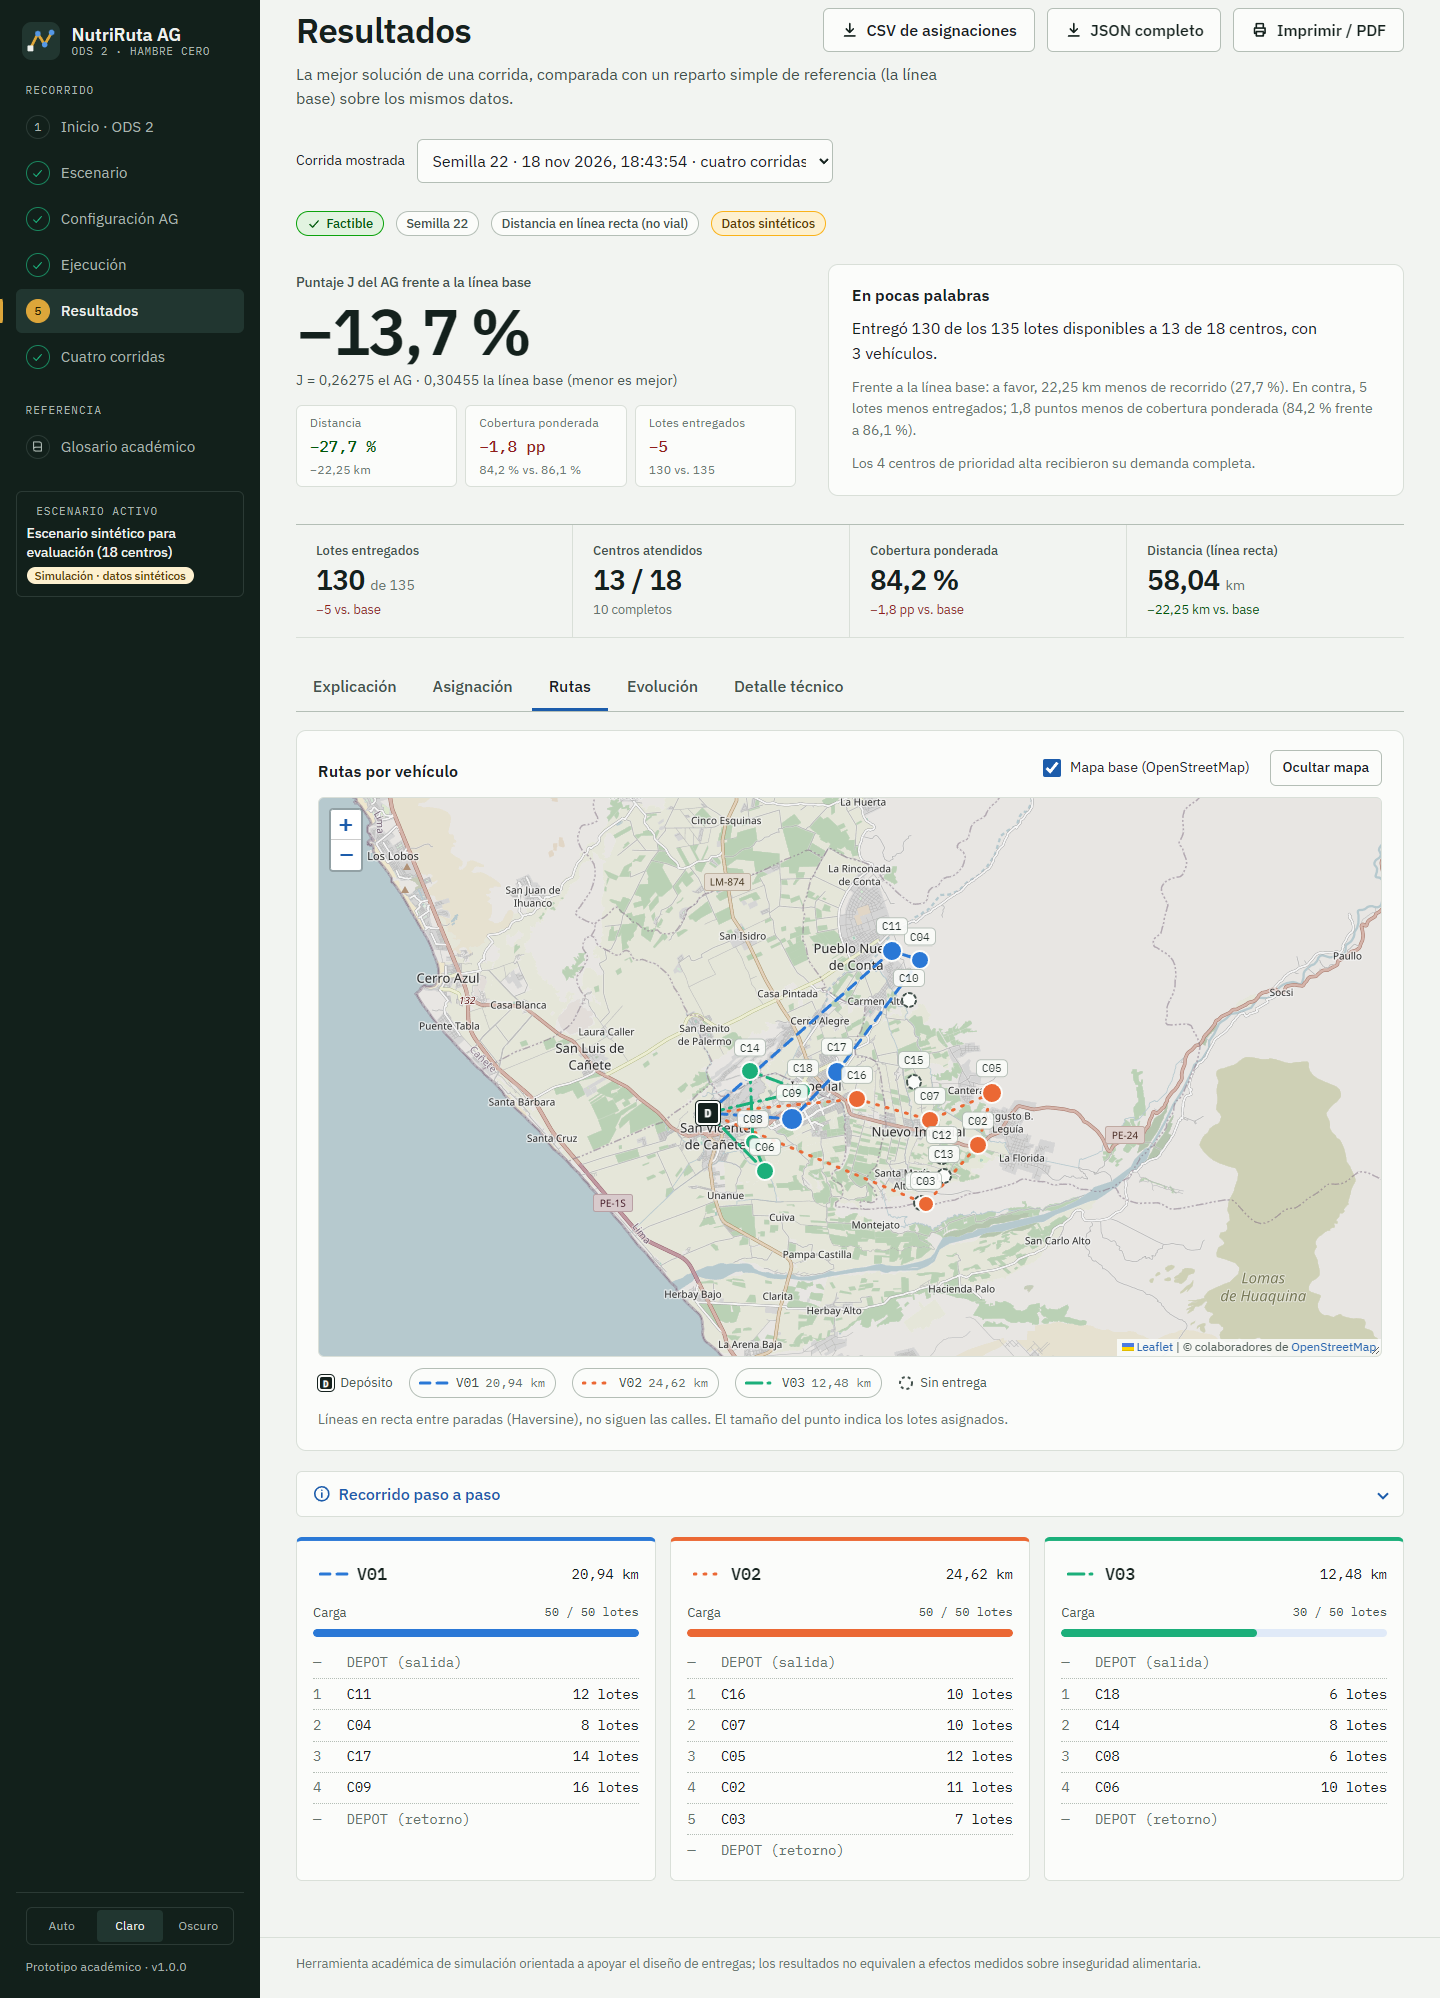 NutriRuta AG
ODS 2 · HAMBRE CERO
RECORRIDO
1 Inicio · ODS 2
Escenario
Configuración AG
Ejecución
5 Resultados
Cuatro corridas
REFERENCIA
Glosario académico
ESCENARIO ACTIVO
Escenario sintético para
evaluación (18 centros)
Simulación · datos sintéticos
Auto Claro Oscuro
Prototipo académico · v1.0.0
Resultados
CSV de asignaciones
JSON completo
Imprimir / PDF
La mejor solución de una corrida, comparada con un reparto simple de referencia (la línea
base) sobre los mismos datos.
Corrida mostrada
Semilla 22 · 18 nov 2026, 18:43:54 · cuatro corridas
Factible
Semilla 22
Distancia en línea recta (no vial)
Datos sintéticos
Puntaje J del AG frente a la línea base
−13,7 %
J = 0,26275 el AG · 0,30455 la línea base (menor es mejor)
Distancia
−27,7 %
−22,25 km
Cobertura ponderada
−1,8 pp
84,2 % vs. 86,1 %
Lotes entregados
−5
130 vs. 135
En pocas palabras
Entregó 130 de los 135 lotes disponibles a 13 de 18 centros, con
3 vehículos.
Frente a la línea base: a favor, 22,25 km menos de recorrido (27,7 %). En contra, 5
lotes menos entregados; 1,8 puntos menos de cobertura ponderada (84,2 % frente
a 86,1 %).
Los 4 centros de prioridad alta recibieron su demanda completa.
Lotes entregados
130 de 135
−5 vs. base
Centros atendidos
13 / 18
10 completos
Cobertura ponderada
84,2 %
−1,8 pp vs. base
Distancia (línea recta)
58,04 km
−22,25 km vs. base
Explicación
Asignación
Rutas
Evolución
Detalle técnico
Rutas por vehículo
Mapa base (OpenStreetMap)
Ocultar mapa
+
−
La Huerta
Cinco Esquinas
Lima
Los Lobos
La Rinconada
de Conta
LM-874
San Juan de
Ihuanco
C11
C04
San Isidro
Pueblo Nue
de Conta
Paullo
C10
Cerro Azul
132
Casa Blanca
Casa Pintada
Carmen Alt
Socsi
Puente Tabla
Laura Caller
San Benito
de Palermo
Cerro Alegre
Cañete
San Luis de
Cañete
C14
C17
C15
C05
C18
C16
perial
Canter
C09
C07
Santa Bárbara
D
San Vicente
de Cañete
C08
C02
gusto B.
Leguía
Santa Cruz
Nuevo Im
al
C12
PE-24
C06
C13
La Florida
Santa M
Alt
C03
PE-1S
Unanue
Cuiva
Montejato
Lima
San Carlo Alto
Pampa Castilla
Lomas
de Huaquina
Herbay Bajo
Clarita
Hacienda Palo
Herbay Alto
La Arena Baja
Leaflet | © colaboradores de OpenStreetMap
D Depósito
V01 20,94 km
V02 24,62 km
V03 12,48 km
Sin entrega
Líneas en recta entre paradas (Haversine), no siguen las calles. El tamaño del punto indica los lotes asignados.
Recorrido paso a paso
V01 20,94 km
Carga 50 / 50 lotes
— DEPOT (salida)
1 C11 12 lotes
2 C04 8 lotes
3 C17 14 lotes
4 C09 16 lotes
— DEPOT (retorno)
V02 24,62 km
Carga 50 / 50 lotes
— DEPOT (salida)
1 C16 10 lotes
2 C07 10 lotes
3 C05 12 lotes
4 C02 11 lotes
5 C03 7 lotes
— DEPOT (retorno)
V03 12,48 km
Carga 30 / 50 lotes
— DEPOT (salida)
1 C18 6 lotes
2 C14 8 lotes
3 C08 6 lotes
4 C06 10 lotes
— DEPOT (retorno)
Herramienta académica de simulación orientada a apoyar el diseño de entregas; los resultados no equivalen a efectos medidos sobre inseguridad alimentaria.